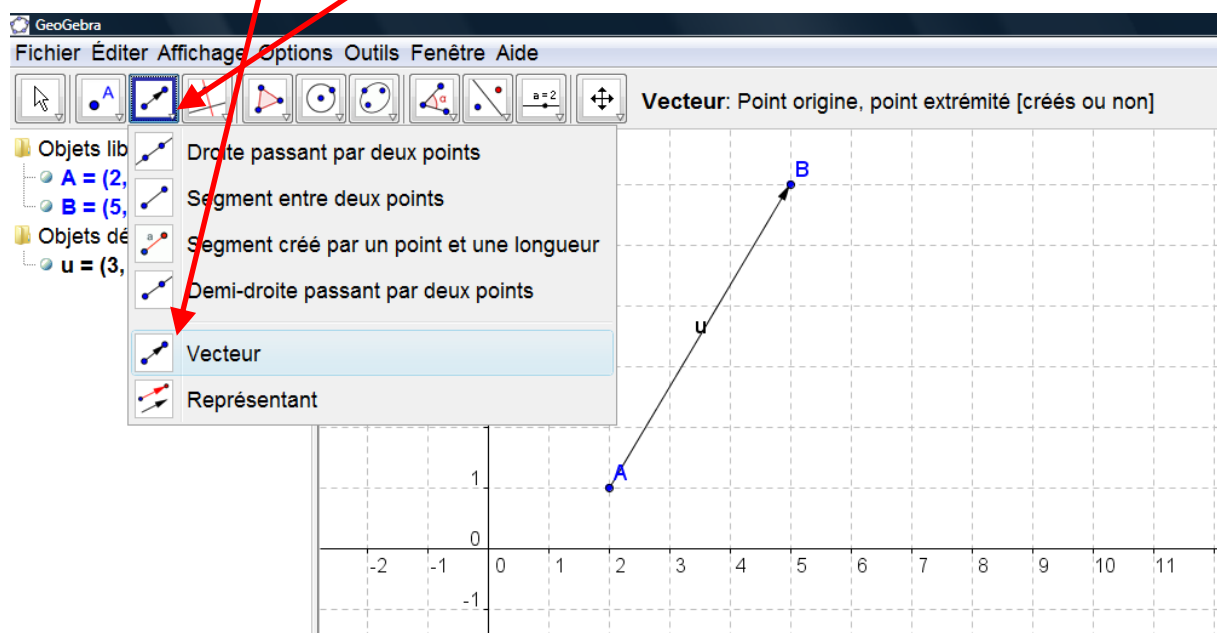 GeoGebra
Fichier Éditer Affichage Options Outils Fenêtre Aide
A
α
a=2
Vecteur: Point origine, point extrémité [créés ou non]
Objets lib
A = (2,
B = (5,
Objets dé
u = (3,
Droite passant par deux points
Segment entre deux points
a
Segment créé par un point et une longueur
Demi-droite passant par deux points
Vecteur
Représentant
B
u
A
1
0
-2 -1 0 1 2 3 4 5 6 7 8 9 10 11
-1